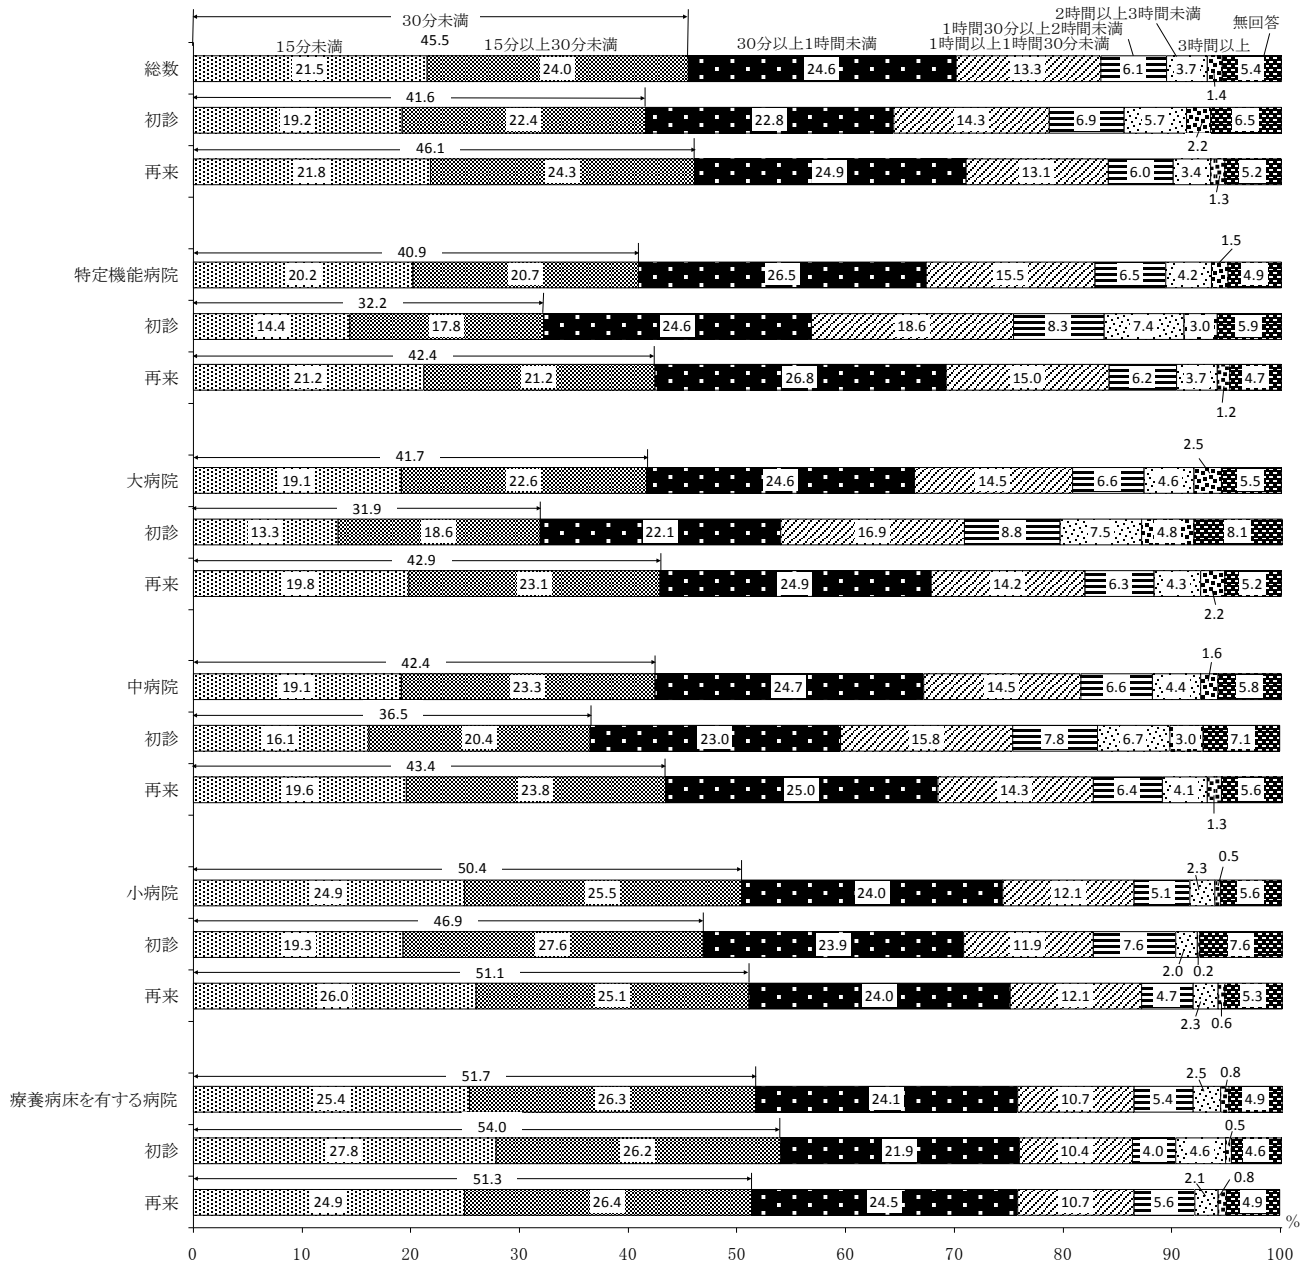 30分未満
2時間以上3時間未満
無回答
1時間30分以上2時間未満
15分未満 45.5 15分以上30分未満 30分以上1時間未満 1時間以上1時間30分未満 3時間以上
総数 21.5 24.0 24.6 13.3 6.1 3.7 5.4
1.4
41.6
初診 19.2 22.4 22.8 14.3 6.9 5.7 6.5
2.2
46.1
再来 21.8 24.3 24.9 13.1 6.0 3.4 5.2
1.3
1.5
40.9
特定機能病院 20.2 20.7 26.5 15.5 6.5 4.2 4.9
32.2
初診 14.4 17.8 24.6 18.6 8.3 7.4 3.0 5.9
42.4
再来 21.2 21.2 26.8 15.0 6.2 3.7 4.7
1.2
2.5
41.7
大病院 19.1 22.6 24.6 14.5 6.6 4.6 5.5
31.9
初診 13.3 18.6 22.1 16.9 8.8 7.5 4.8 8.1
42.9
再来 19.8 23.1 24.9 14.2 6.3 4.3 5.2
2.2
1.6
42.4
中病院 19.1 23.3 24.7 14.5 6.6 4.4 5.8
36.5
初診 16.1 20.4 23.0 15.8 7.8 6.7 3.0 7.1
43.4
再来 19.6 23.8 25.0 14.3 6.4 4.1 5.6
1.3
0.5
50.4 2.3
小病院 24.9 25.5 24.0 12.1 5.1 5.6
46.9
初診 19.3 27.6 23.9 11.9 7.6 7.6
2.0 0.2
51.1
再来 26.0 25.1 24.0 12.1 4.7 5.3
2.3 0.6
51.7 2.5 0.8
療養病床を有する病院 25.4 26.3 24.1 10.7 5.4 4.9
54.0 0.5
初診 27.8 26.2 21.9 10.4 4.0 4.6 4.6
51.3 2.1 0.8
再来 24.9 26.4 24.5 10.7 5.6 4.9
%
0 10 20 30 40 50 60 70 80 90 100